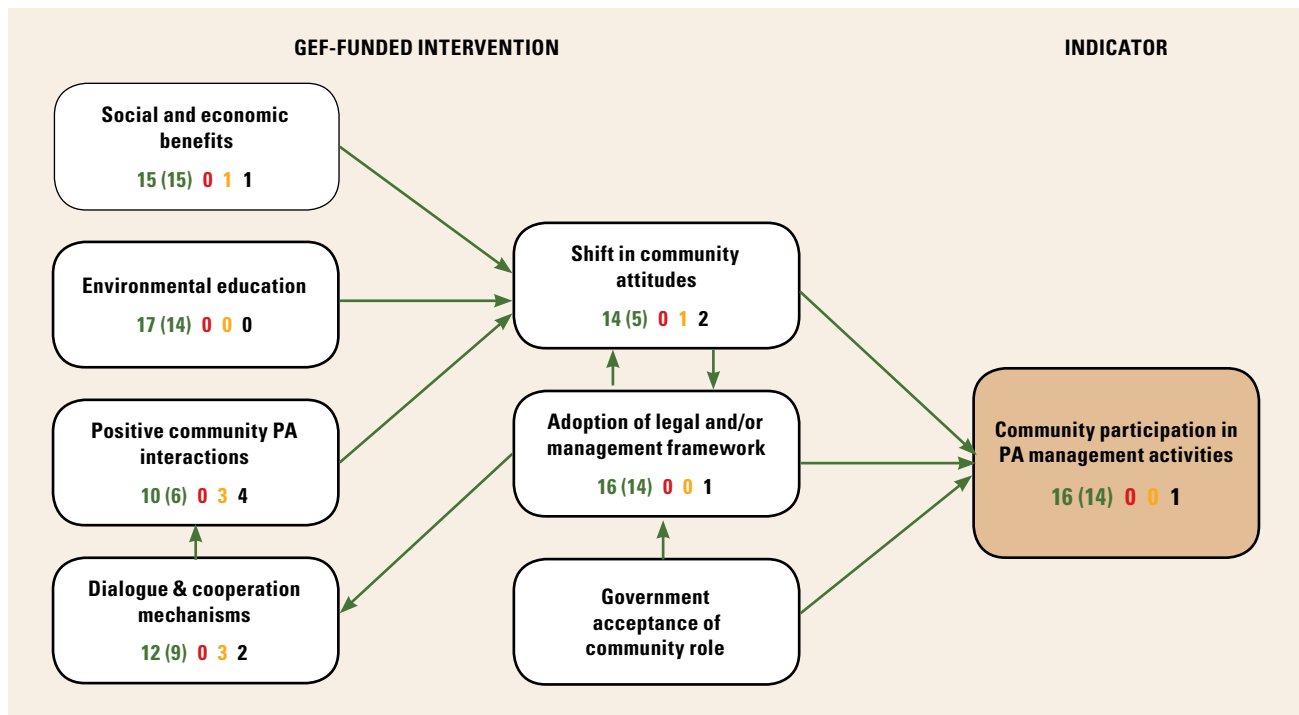 GEF-FUNDED INTERVENTION
INDICATOR
Social and economic
benefits
15 (15) 0 1 1
Environmental education
17 (14) 0 0 0
Positive community PA
interactions
10 (6) 0 3 4
Dialogue & cooperation
mechanisms
12 (9) 0 3 2
Shift in community
attitudes
14 (5) 0 1 2
Adoption of legal and/or
management framework
16 (14) 0 0 1
Government
acceptance of
community role
Community participation in
PA management activities
16 (14) 0 0 1